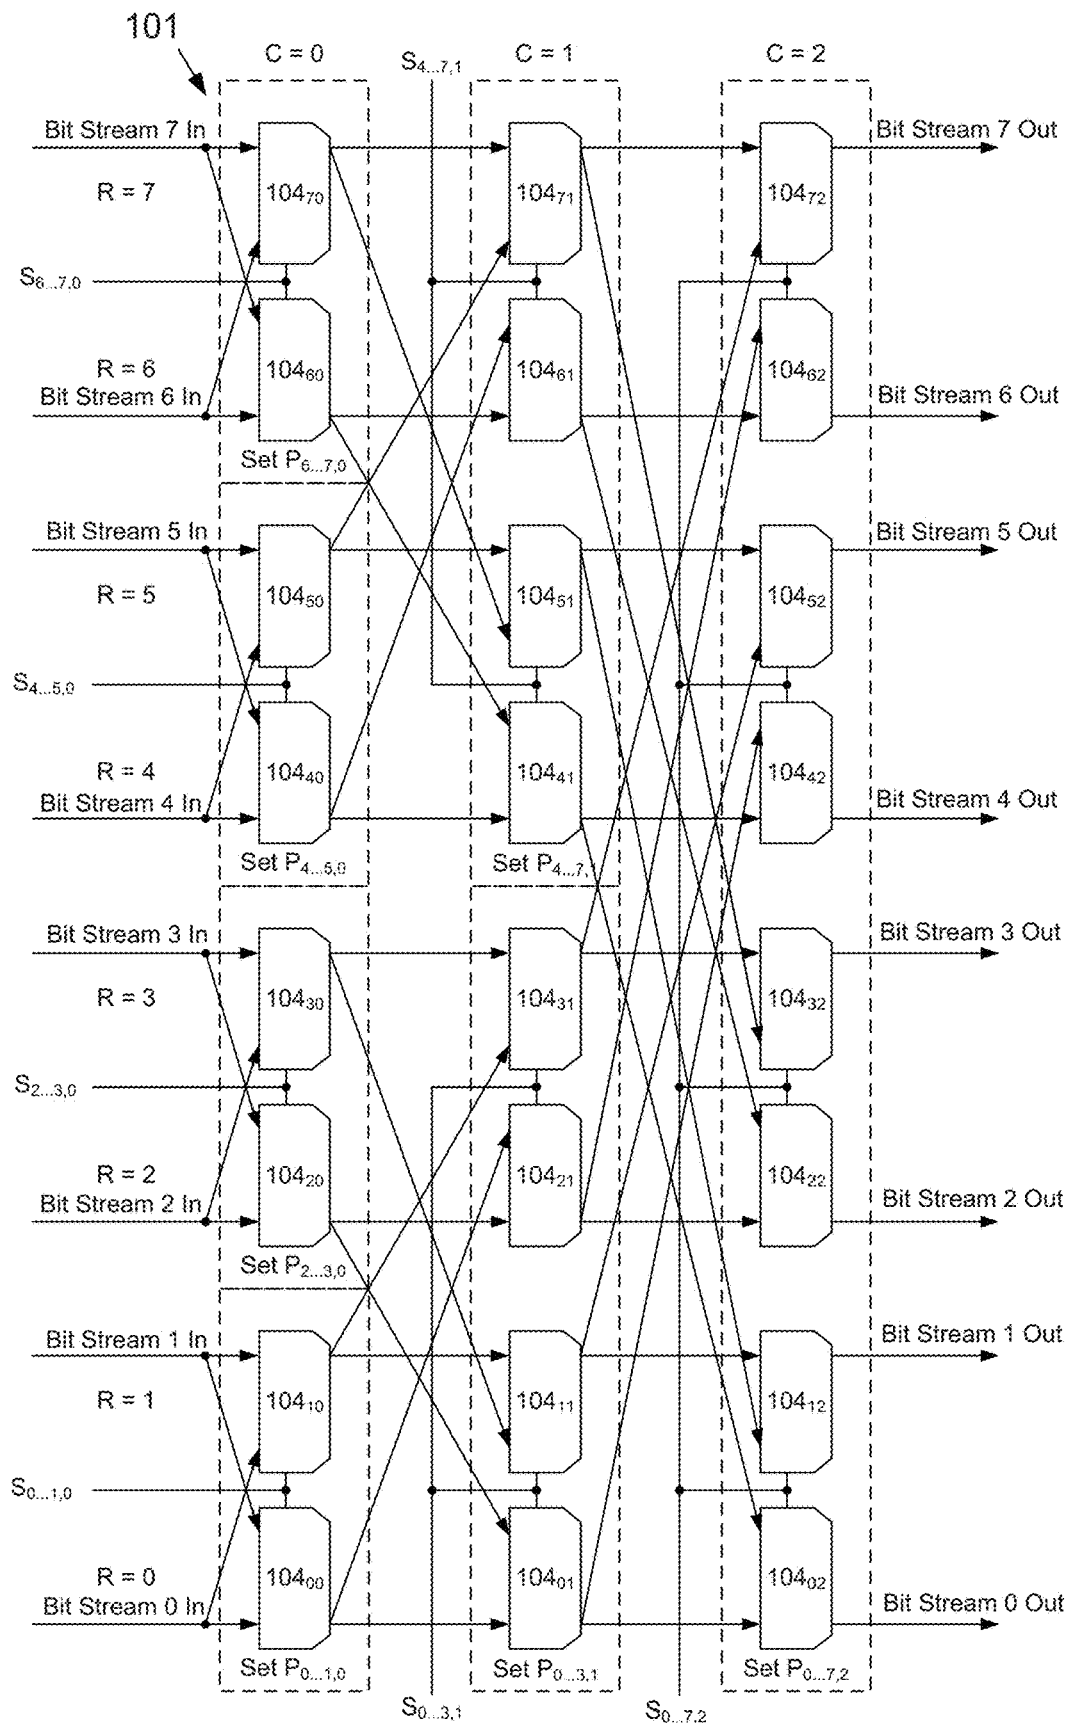 101
C = 0
S4...7,1
C = 1
C = 2
Bit Stream 7 In
Bit Stream 7 Out
R = 7
10470
10471
10472
S6...7,0
R = 6
10460
10461
10462
Bit Stream 6 In
Bit Stream 6 Out
Set P6...7,0
Bit Stream 5 In
Bit Stream 5 Out
R = 5
10450
10451
10452
S4...5,0
R = 4
10440
10441
10442
Bit Stream 4 In
Bit Stream 4 Out
Set P4...5,0
Set P4...7,1
Bit Stream 3 In
Bit Stream 3 Out
R = 3
10430
10431
10432
S2...3,0
R = 2
10420
10421
10422
Bit Stream 2 In
Bit Stream 2 Out
Set P2...3,0
Bit Stream 1 In
Bit Stream 1 Out
R = 1
10410
10411
10412
S0...1,0
R = 0
10400
10401
10402
Bit Stream 0 In
Bit Stream 0 Out
Set P0...1,0
Set P0...3,1
Set P0...7,2
S0...3,1
S0...7,2